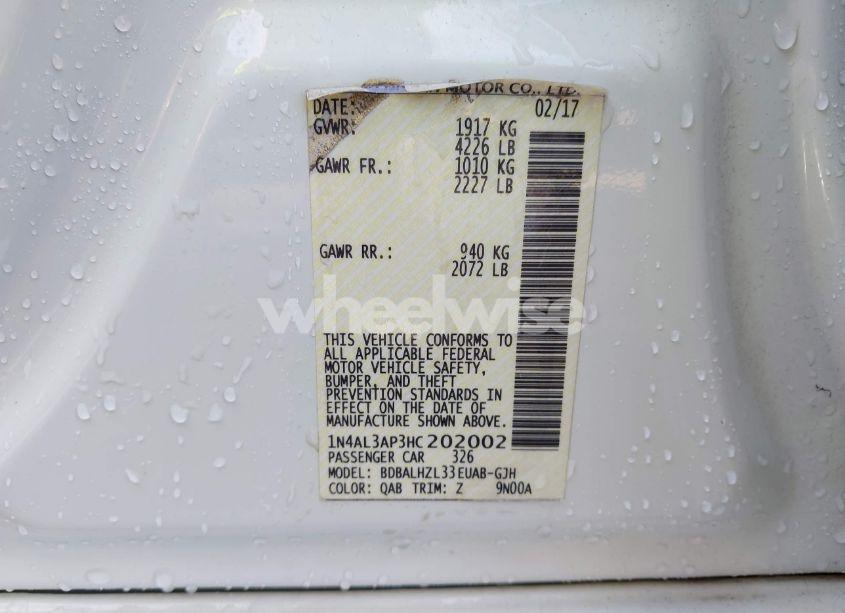 MOTOR CO., LTD.
DATE: 02/17
GVWR: 1917 KG
4226 LB
GAWR FR.: 1010 KG
2227 LB
GAWR RR.: 940 KG
2072 LB
wheelwise
THIS VEHICLE CONFORMS TO
ALL APPLICABLE FEDERAL
MOTOR VEHICLE SAFETY,
BUMPER, AND THEFT
PREVENTION STANDARDS IN
EFFECT ON THE DATE OF
MANUFACTURE SHOWN ABOVE.
1N4AL3AP3HC202002
PASSENGER CAR 326
MODEL: BDBALHZL33EUAB-GJH
COLOR: QAB TRIM: Z 9N00A